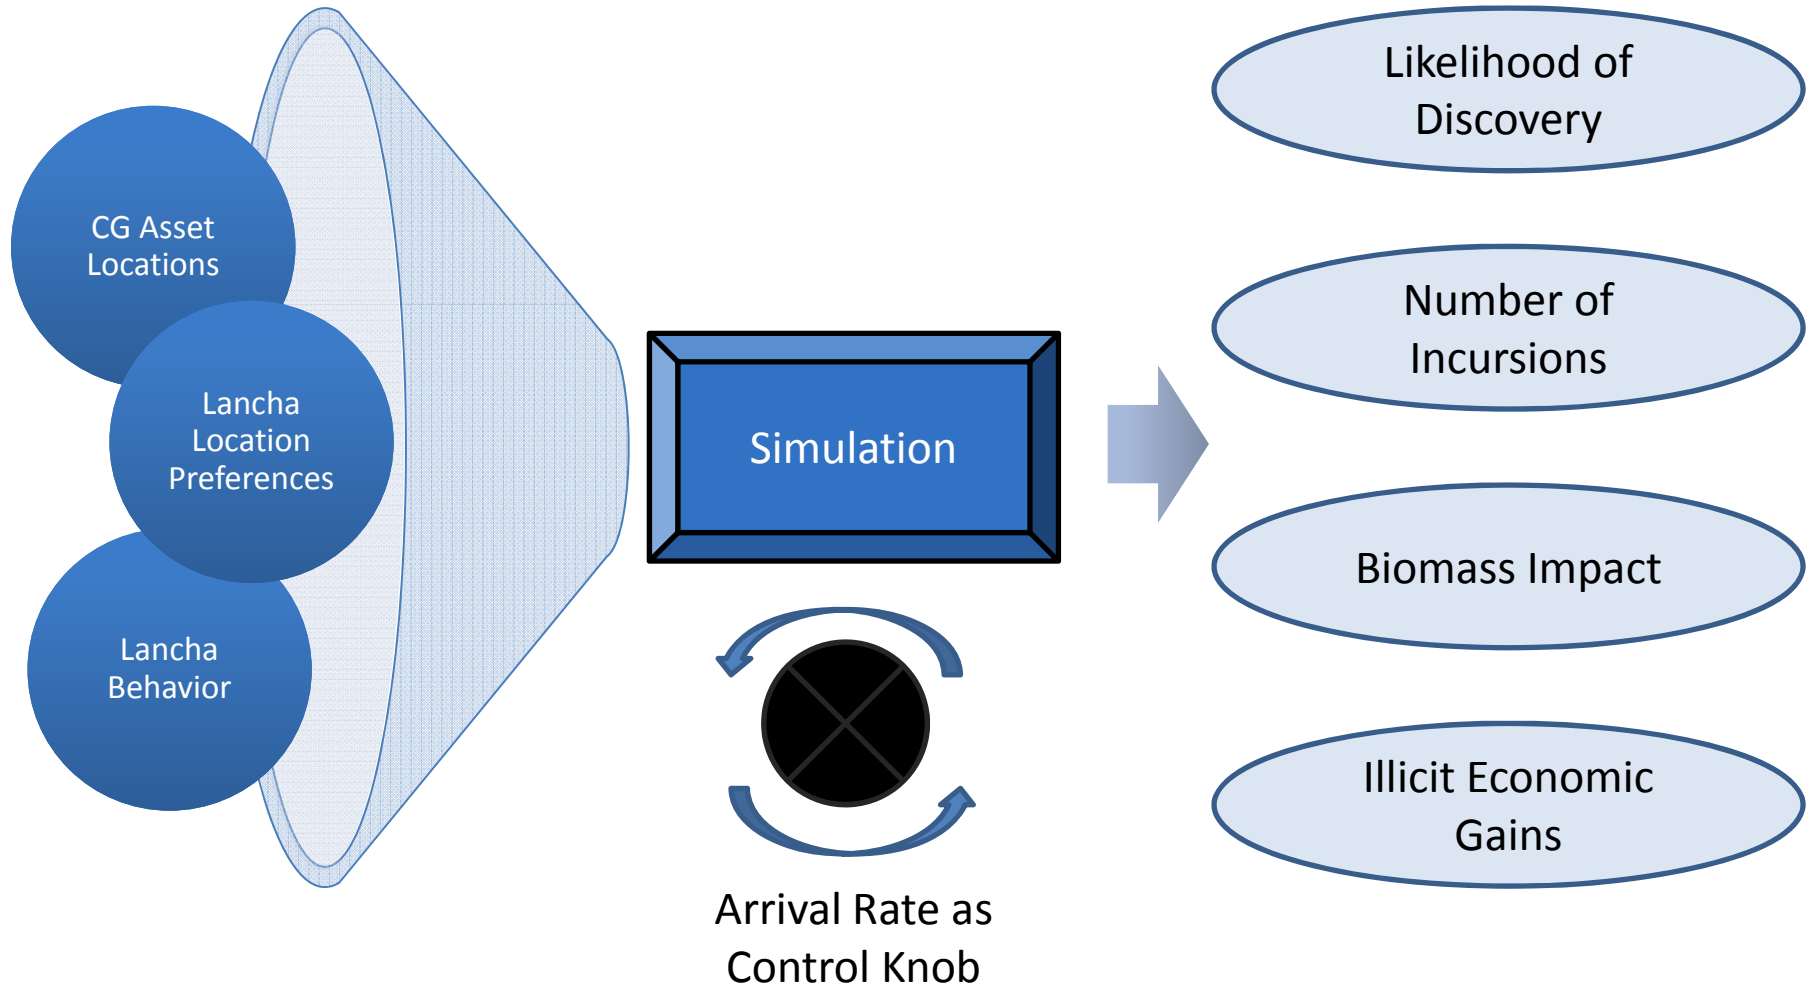 CG Asset
Locations
Lancha
Location
Preferences
Lancha
Behavior
Simulation
Arrival Rate as
Control Knob
Likelihood of
Discovery
Number of
Incursions
Biomass Impact
Illicit Economic
Gains